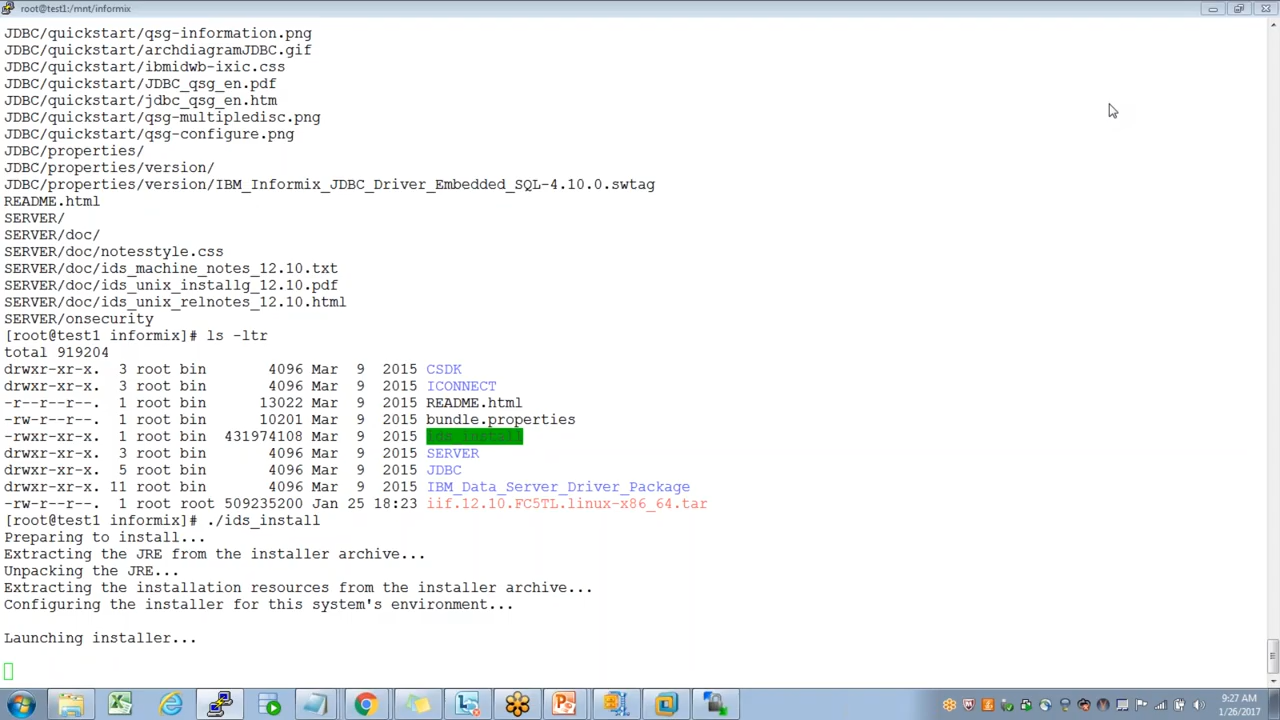 root@test1:/mnt/informix
JDBC/quickstart/qsg-information.png
JDBC/quickstart/archdiagramJDBC.gif
JDBC/quickstart/ibmidwb-ixic.css
JDBC/quickstart/JDBC_qsg_en.pdf
JDBC/quickstart/jdbc_qsg_en.htm
JDBC/quickstart/qsg-multipledisc.png
JDBC/quickstart/qsg-configure.png
JDBC/properties/
JDBC/properties/version/
JDBC/properties/version/IBM_Informix_JDBC_Driver_Embedded_SQL-4.10.0.swtag
README.html
SERVER/
SERVER/doc/
SERVER/doc/notesstyle.css
SERVER/doc/ids_machine_notes_12.10.txt
SERVER/doc/ids_unix_installg_12.10.pdf
SERVER/doc/ids_unix_relnotes_12.10.html
SERVER/onsecurity
[root@test1 informix]# ls -ltr
total 919204
drwxr-xr-x. 3 root bin 4096 Mar 9 2015 CSDK
drwxr-xr-x. 3 root bin 4096 Mar 9 2015 ICONNECT
-r--r--r--. 1 root bin 13022 Mar 9 2015 README.html
-rw-r--r--. 1 root bin 10201 Mar 9 2015 bundle.properties
-rwxr-xr-x. 1 root bin 431974108 Mar 9 2015 ids_install
drwxr-xr-x. 3 root bin 4096 Mar 9 2015 SERVER
drwxr-xr-x. 5 root bin 4096 Mar 9 2015 JDBC
drwxr-xr-x. 11 root bin 4096 Mar 9 2015 IBM_Data_Server_Driver_Package
-rw-r--r--. 1 root root 509235200 Jan 25 18:23 iif.12.10.FC5TL.linux-x86_64.tar
[root@test1 informix]# ./ids_install
Preparing to install...
Extracting the JRE from the installer archive...
Unpacking the JRE...
Extracting the installation resources from the installer archive...
Configuring the installer for this system's environment...
Launching installer...
9:27 AM
1/26/2017